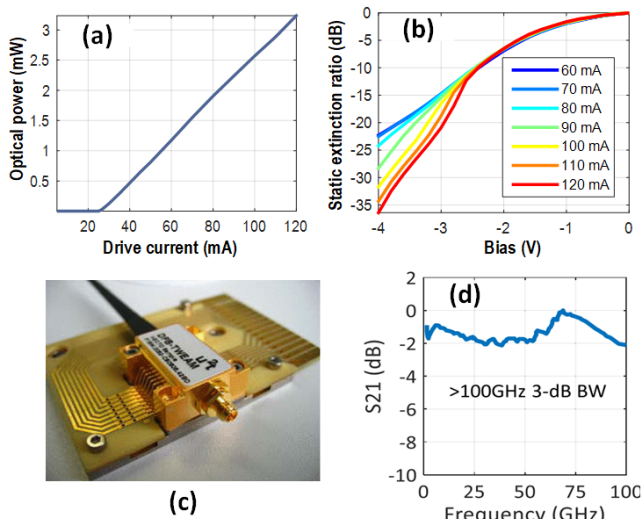 (a)
Optical power (mW)
3
2.5
2
1.5
1
0.5
20
40
60
80
100
120
Drive current (mA)
(b)
Static extinction ratio (dB)
0
-5
-10
-15
-20
-25
-30
-35
-4
-3
-2
-1
0
Bias (V)
60 mA
70 mA
80 mA
90 mA
100 mA
110 mA
120 mA
DFB-TWEAM
(c)
(d)
S21 (dB)
0
-2
-4
-6
-8
-10
>100GHz 3-dB BW
0
25
50
75
100
Frequency (GHz)